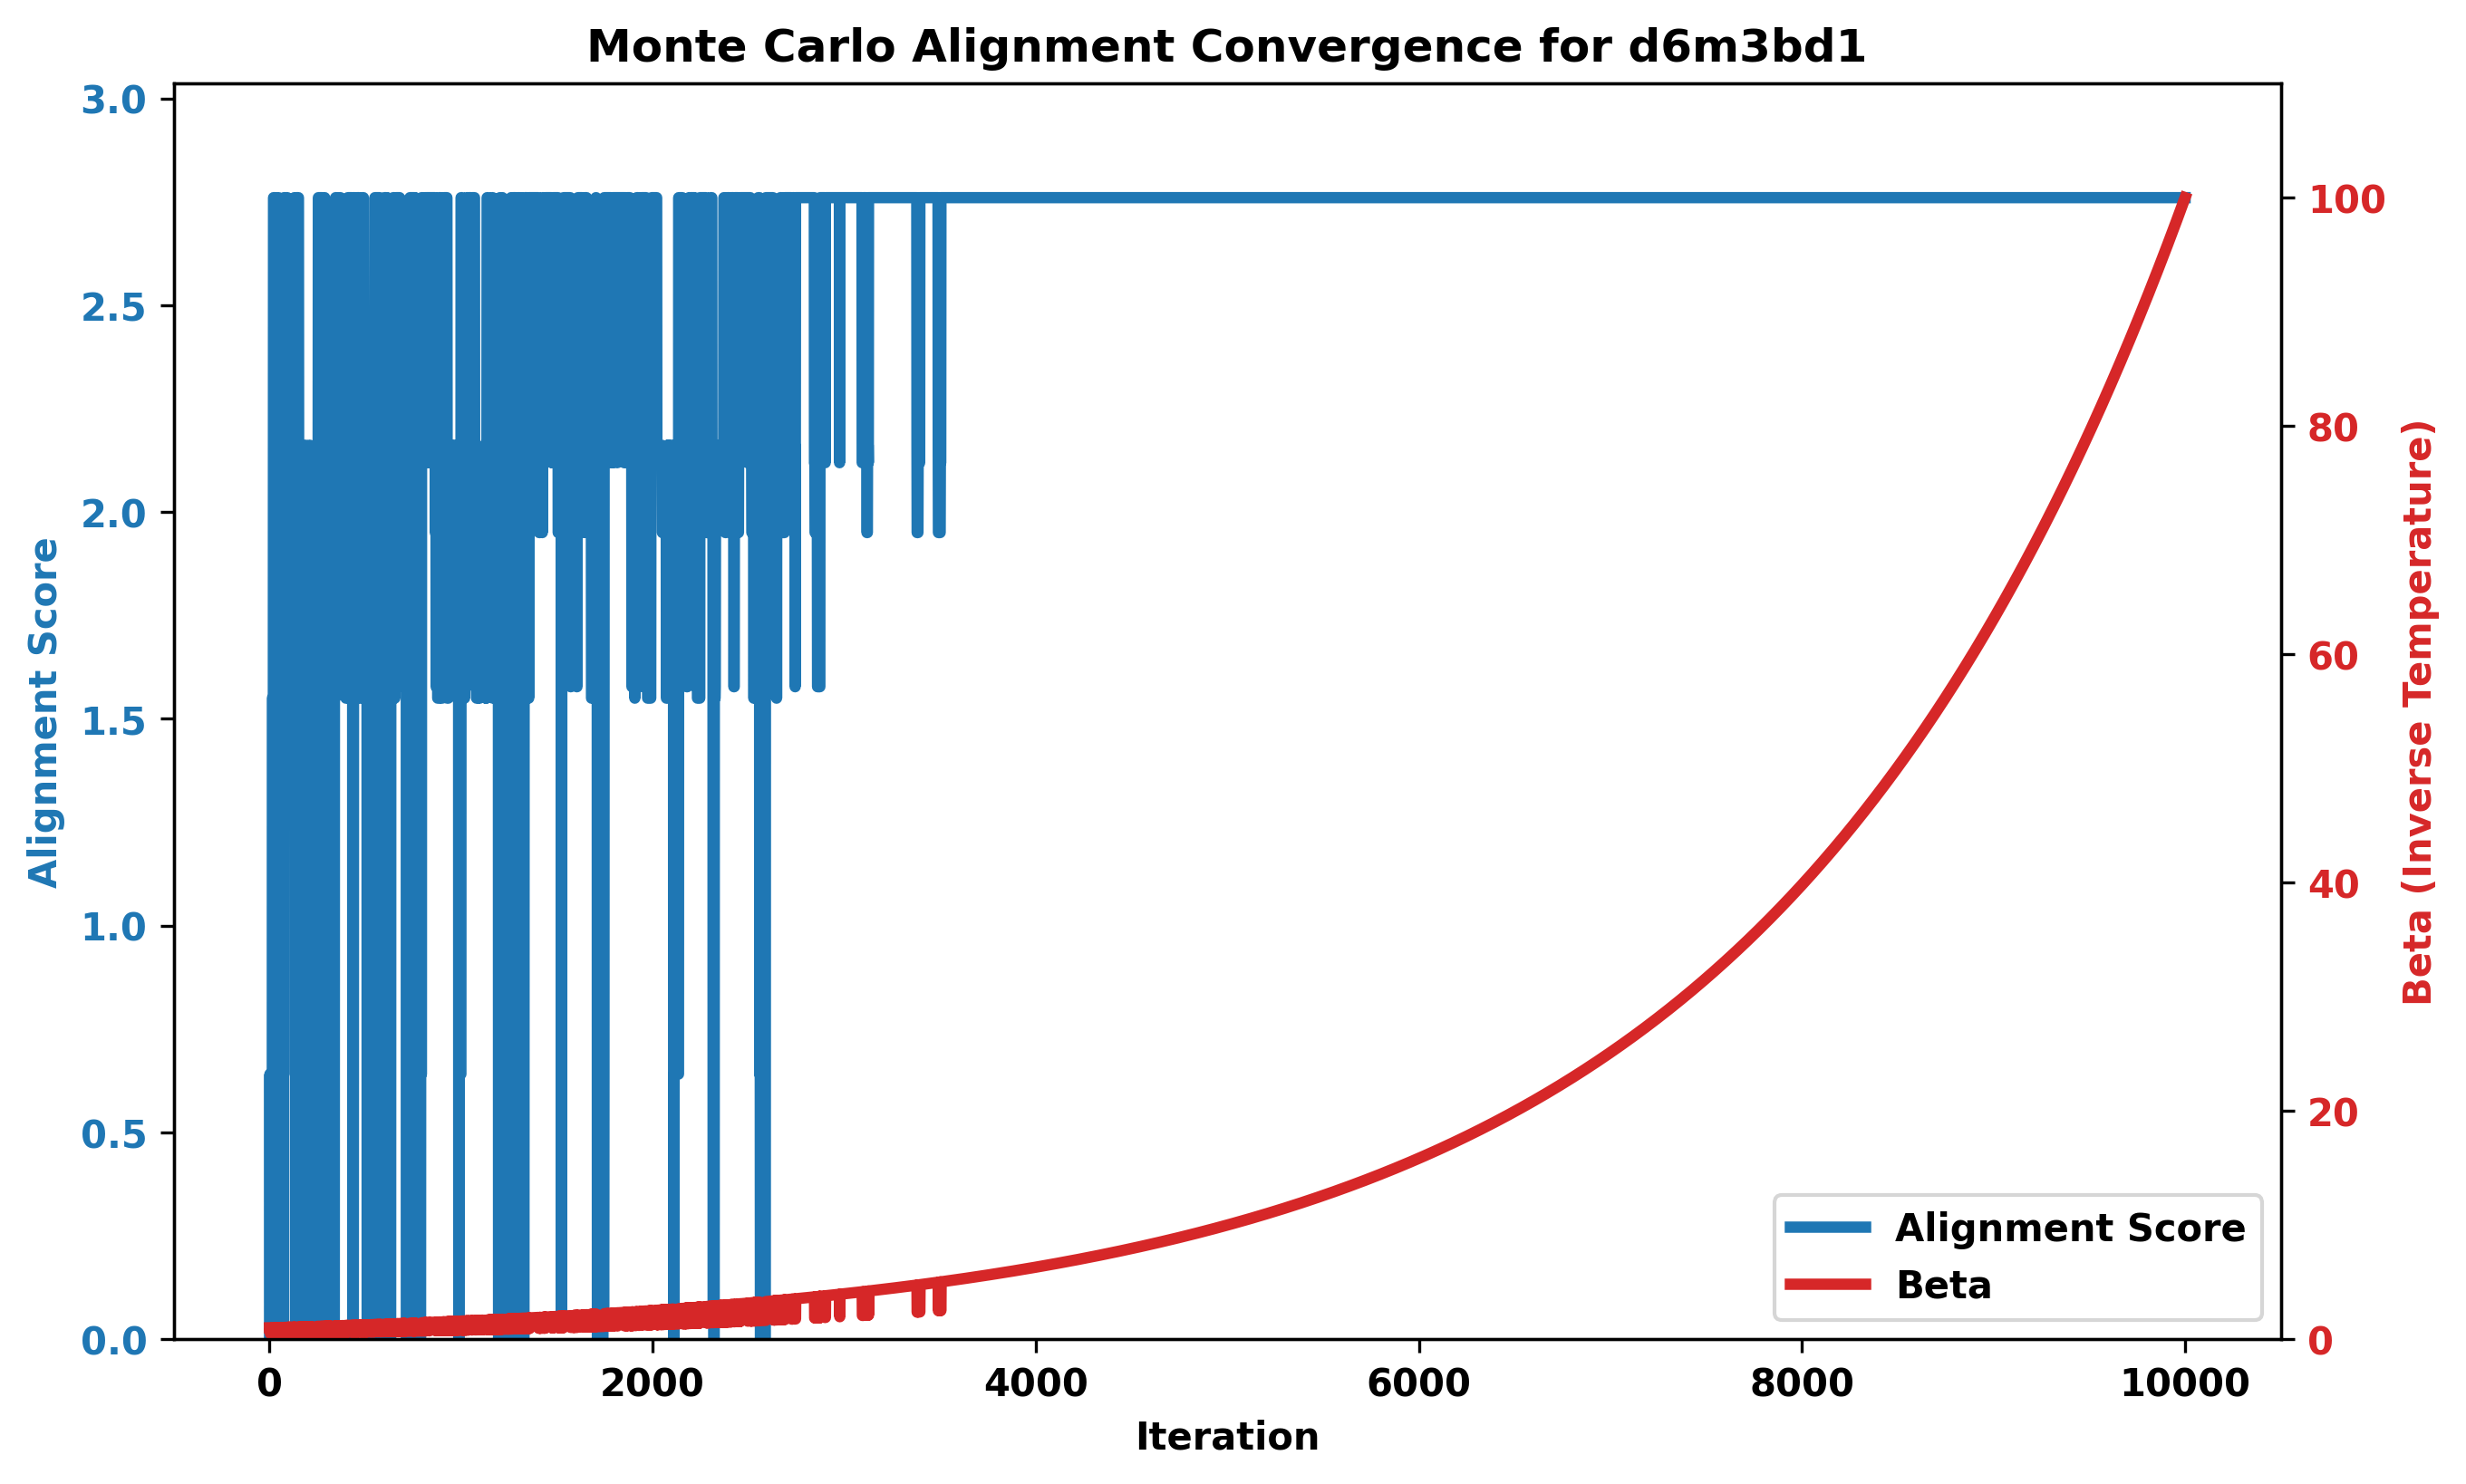 Monte Carlo Alignment Convergence for d6m3bd1
3.0
2.5
2.0
1.5
1.0
0.5
0.0
Alignment Score
100
80
60
40
20
0
Beta (Inverse Temperature)
Alignment Score
Beta
0 2000 4000 6000 8000 10000
Iteration